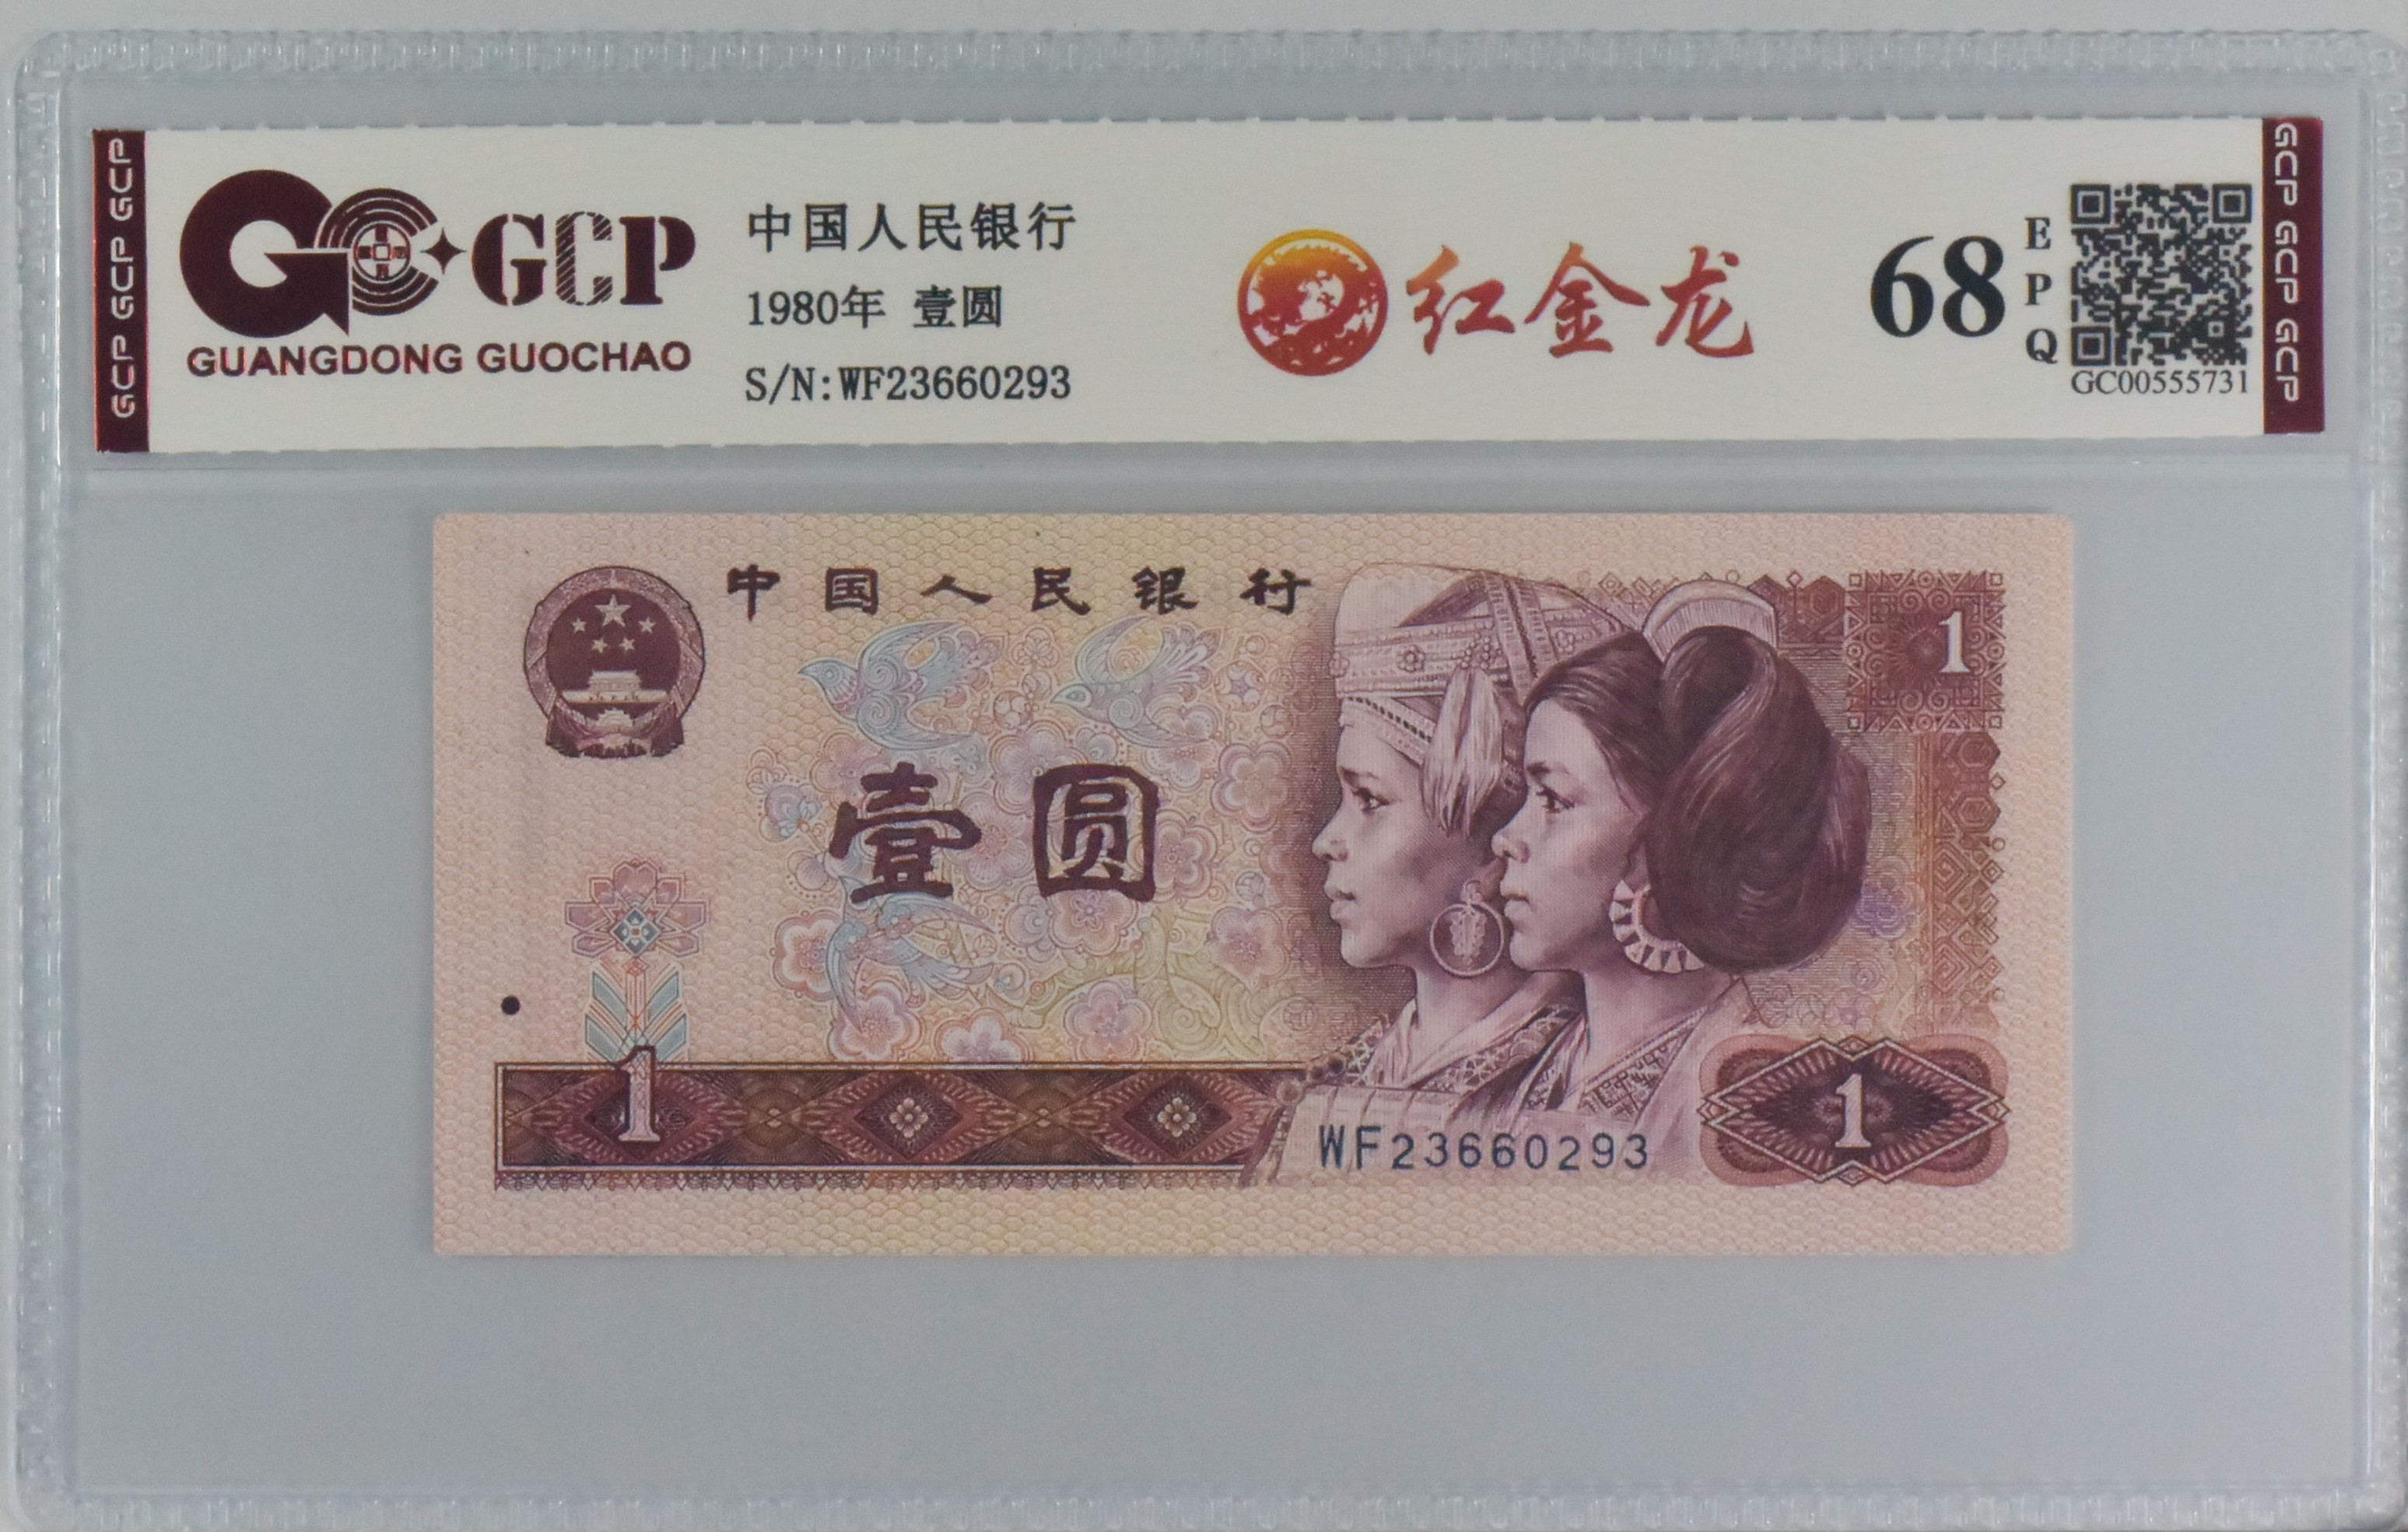 GCP GCP GCP
GCP
GUANGDONG GUOCHAO
中国人民银行
1980年 壹圆
S/N:WF23660293
红金龙
68
EPQ
GC00555731
GCP GCP GCP
中国人民银行
1
壹圆
1
WF23660293
1